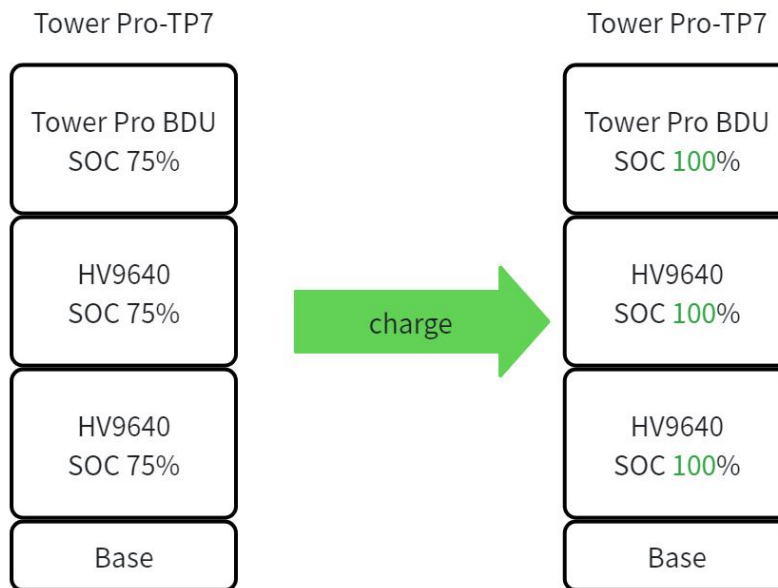 Tower Pro-TP7
Tower Pro BDU
SOC 75%
HV9640
SOC 75%
HV9640
SOC 75%
Base
charge
Tower Pro-TP7
Tower Pro BDU
SOC 100%
HV9640
SOC 100%
HV9640
SOC 100%
Base